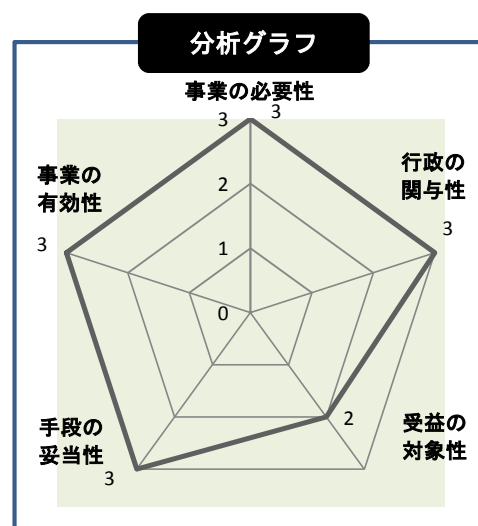 分析グラフ
事業の必要性
3
3
行政の
関与性
3
事業の
有効性
3
2
1
0
2
受益の
対象性
手段の
妥当性
3